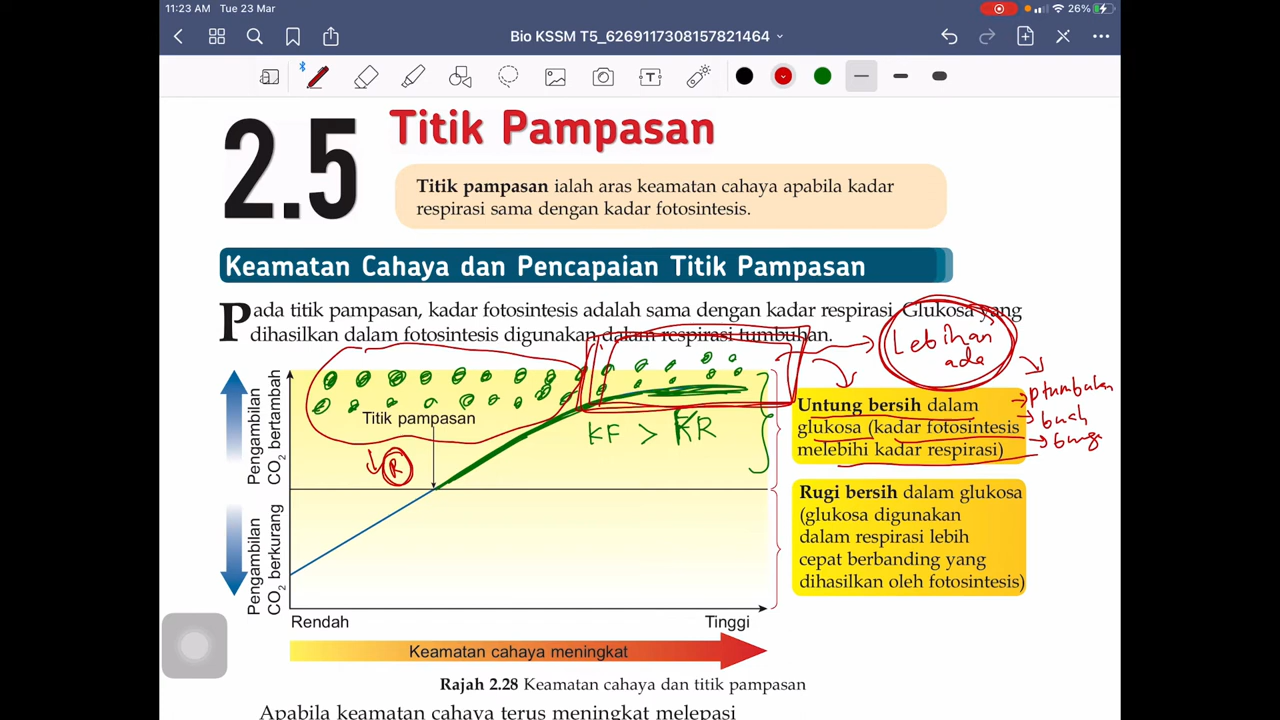 11:23 AM Tue 23 Mar
26%
Bio KSSM T5_6269117308157821464
2.5
Titik Pampasan
Titik pampasan ialah aras keamatan cahaya apabila kadar
respirasi sama dengan kadar fotosintesis.
Keamatan Cahaya dan Pencapaian Titik Pampasan
Pada titik pampasan, kadar fotosintesis adalah sama dengan kadar respirasi. Glukosa yang
dihasilkan dalam fotosintesis digunakan dalam respirasi tumbuhan.
Lebihan
ada
Pengambilan
CO2 bertambah
Titik pampasan
R
KF > KR
Untung bersih dalam
glukosa (kadar fotosintesis
melebihi kadar respirasi)
ptumbuhan
buah
bunga
Pengambilan
CO2 berkurang
Rugi bersih dalam glukosa
(glukosa digunakan
dalam respirasi lebih
cepat berbanding yang
dihasilkan oleh fotosintesis)
Rendah
Tinggi
Keamatan cahaya meningkat
Rajah 2.28 Keamatan cahaya dan titik pampasan
Apabila keamatan cahaya terus meningkat melepasi